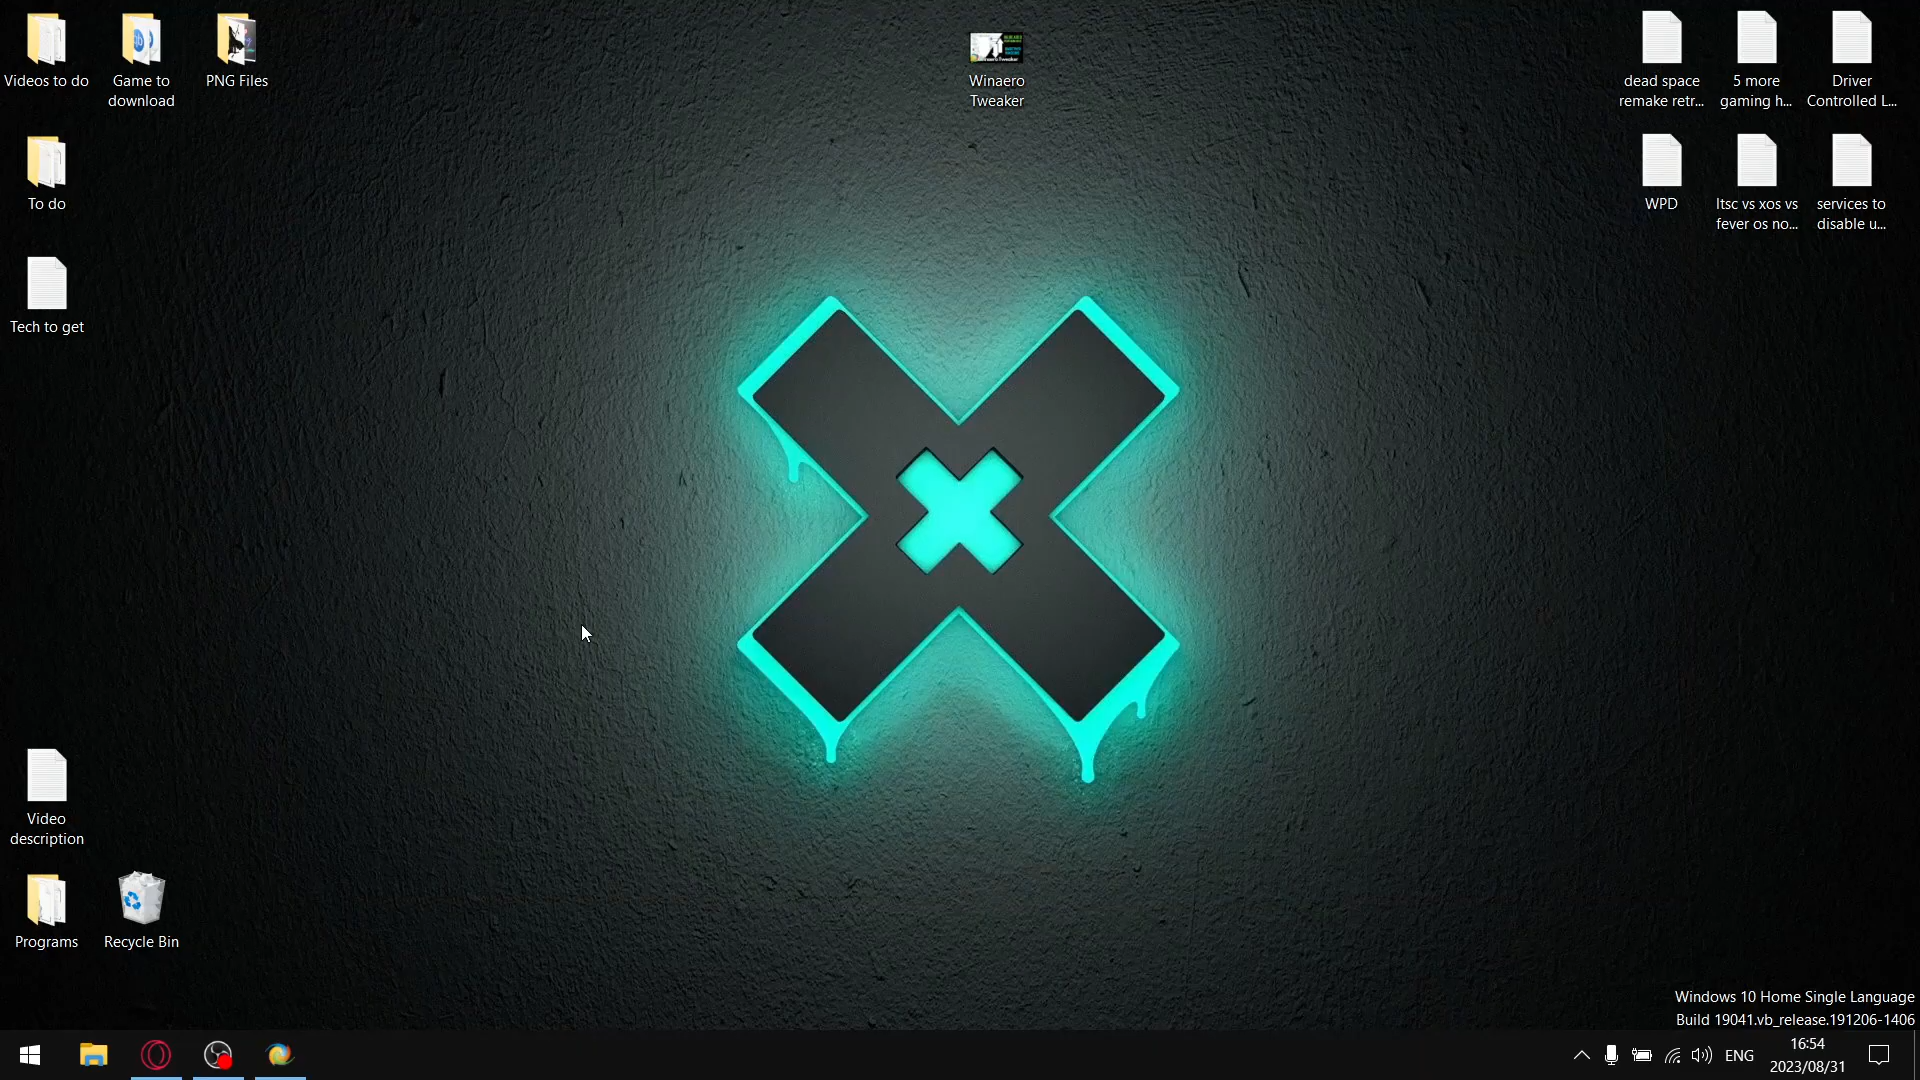 Videos to do
Game to
download
PNG Files
Winaero
Tweaker
dead space
remake retr...
5 more
gaming h...
Driver
Controlled L...
To do
WPD
ltsc vs xos vs
fever os no...
services to
disable u...
Tech to get
Video
description
Programs
Recycle Bin
Windows 10 Home Single Language
Build 19041.vb_release.191206-1406
ENG
16:54
2023/08/31